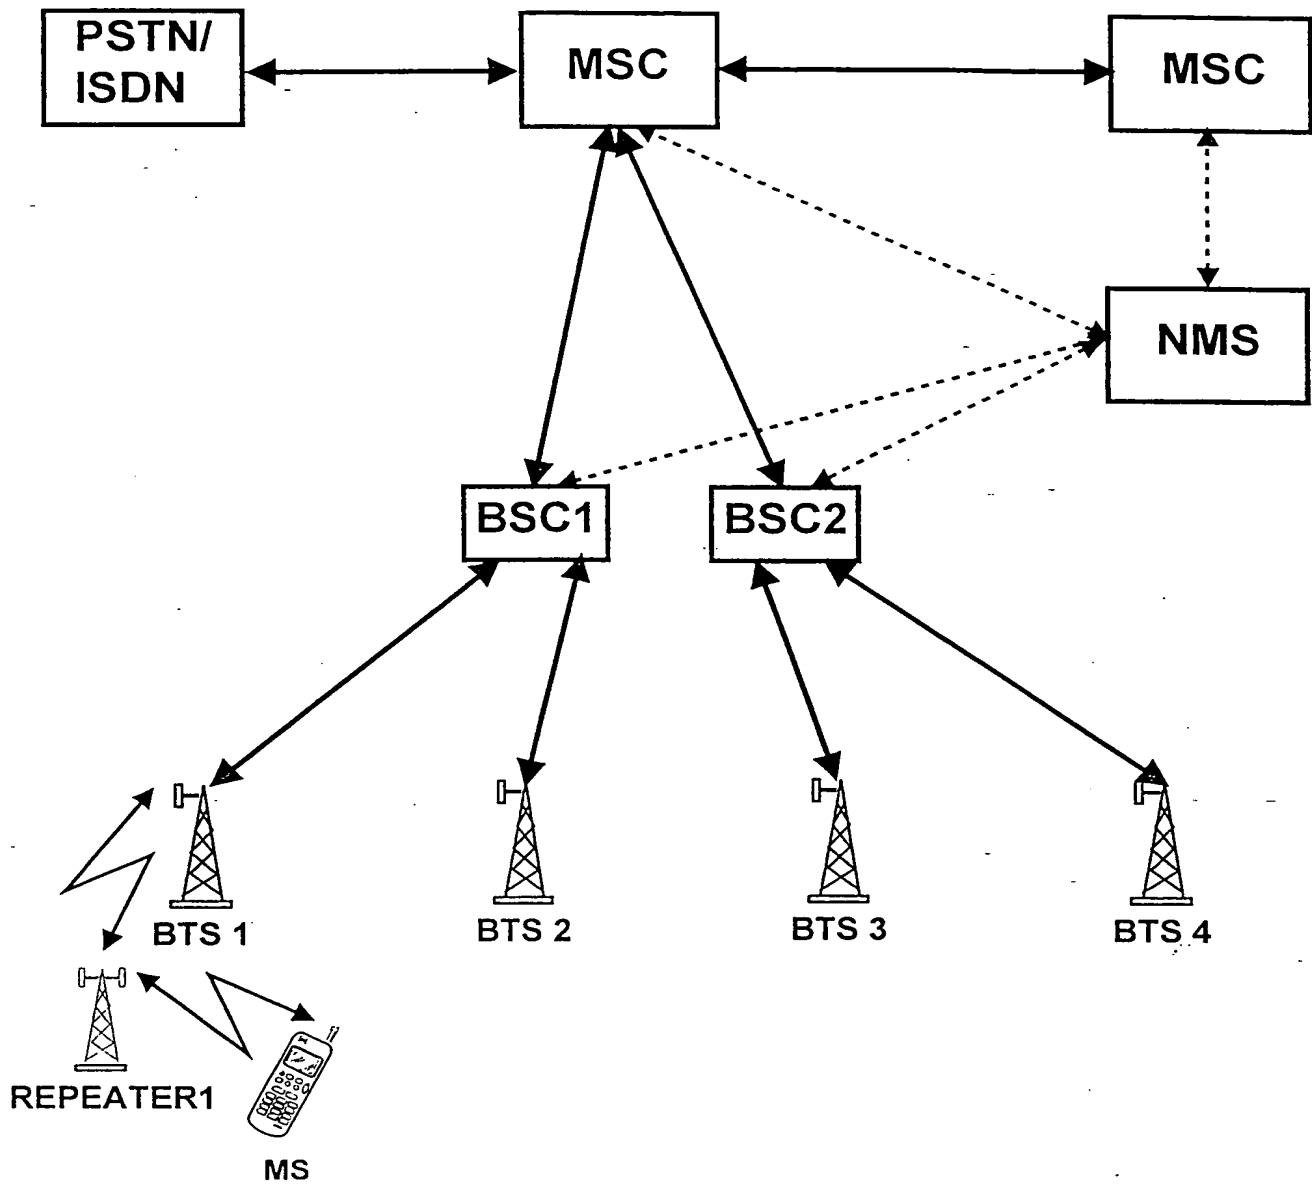 PSTN/
ISDN
MSC
MSC
NMS
BSC1
BSC2
BTS 1
BTS 2
BTS 3
BTS 4
REPEATER1
MS